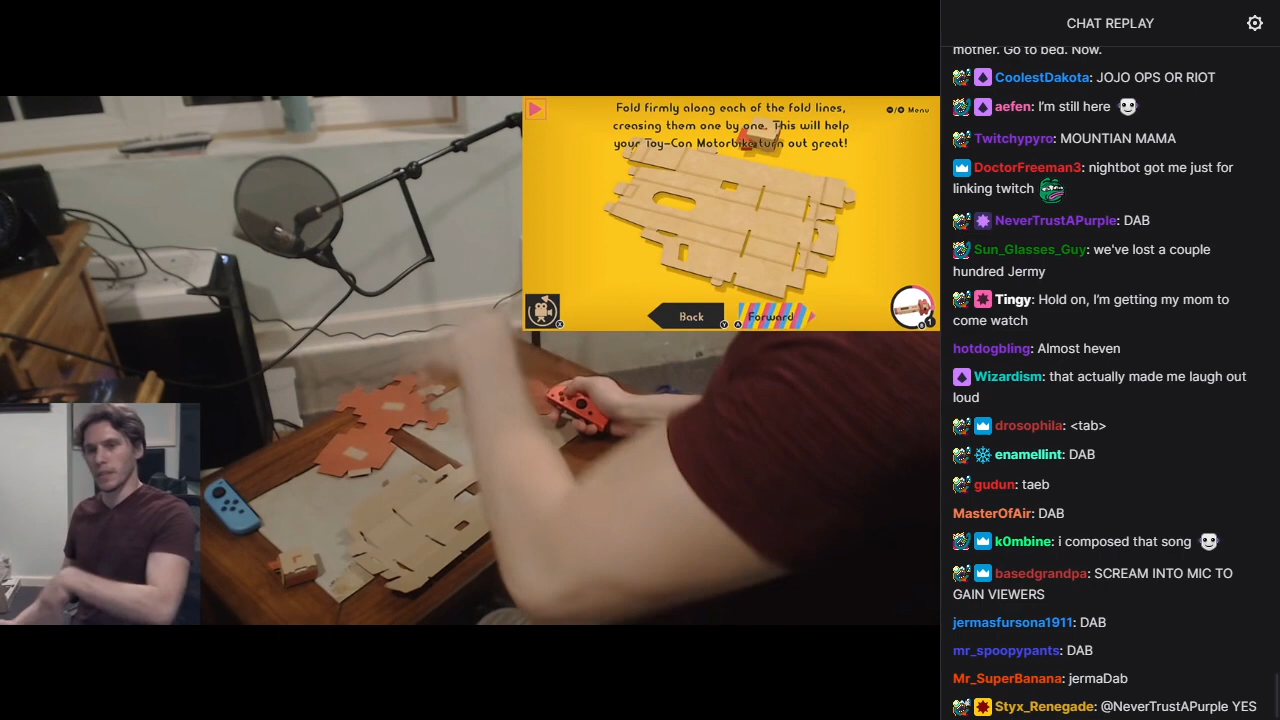 Fold firmly along each of the fold lines,
creasing them one by one. This will help
your Toy-Con Motorbike turn out great!
-/+ Menu
Back
Y
A
Forward
X
CHAT REPLAY
mother. Go to bed. Now.
CoolestDakota: JOJO OPS OR RIOT
aefen: I'm still here
Twitchypyro: MOUNTIAN MAMA
DoctorFreeman3: nightbot got me just for
linking twitch
NeverTrustAPurple: DAB
Sun_Glasses_Guy: we've lost a couple
hundred Jermy
Tingy: Hold on, I'm getting my mom to
come watch
hotdogbling: Almost heven
Wizardism: that actually made me laugh out
loud
drosophila: <tab>
enamellint: DAB
gudun: taeb
MasterOfAir: DAB
k0mbine: i composed that song
basedgrandpa: SCREAM INTO MIC TO
GAIN VIEWERS
jermasfursona1911: DAB
mr_spoopypants: DAB
Mr_SuperBanana: jermaDab
Styx_Renegade: @NeverTrustAPurple YES